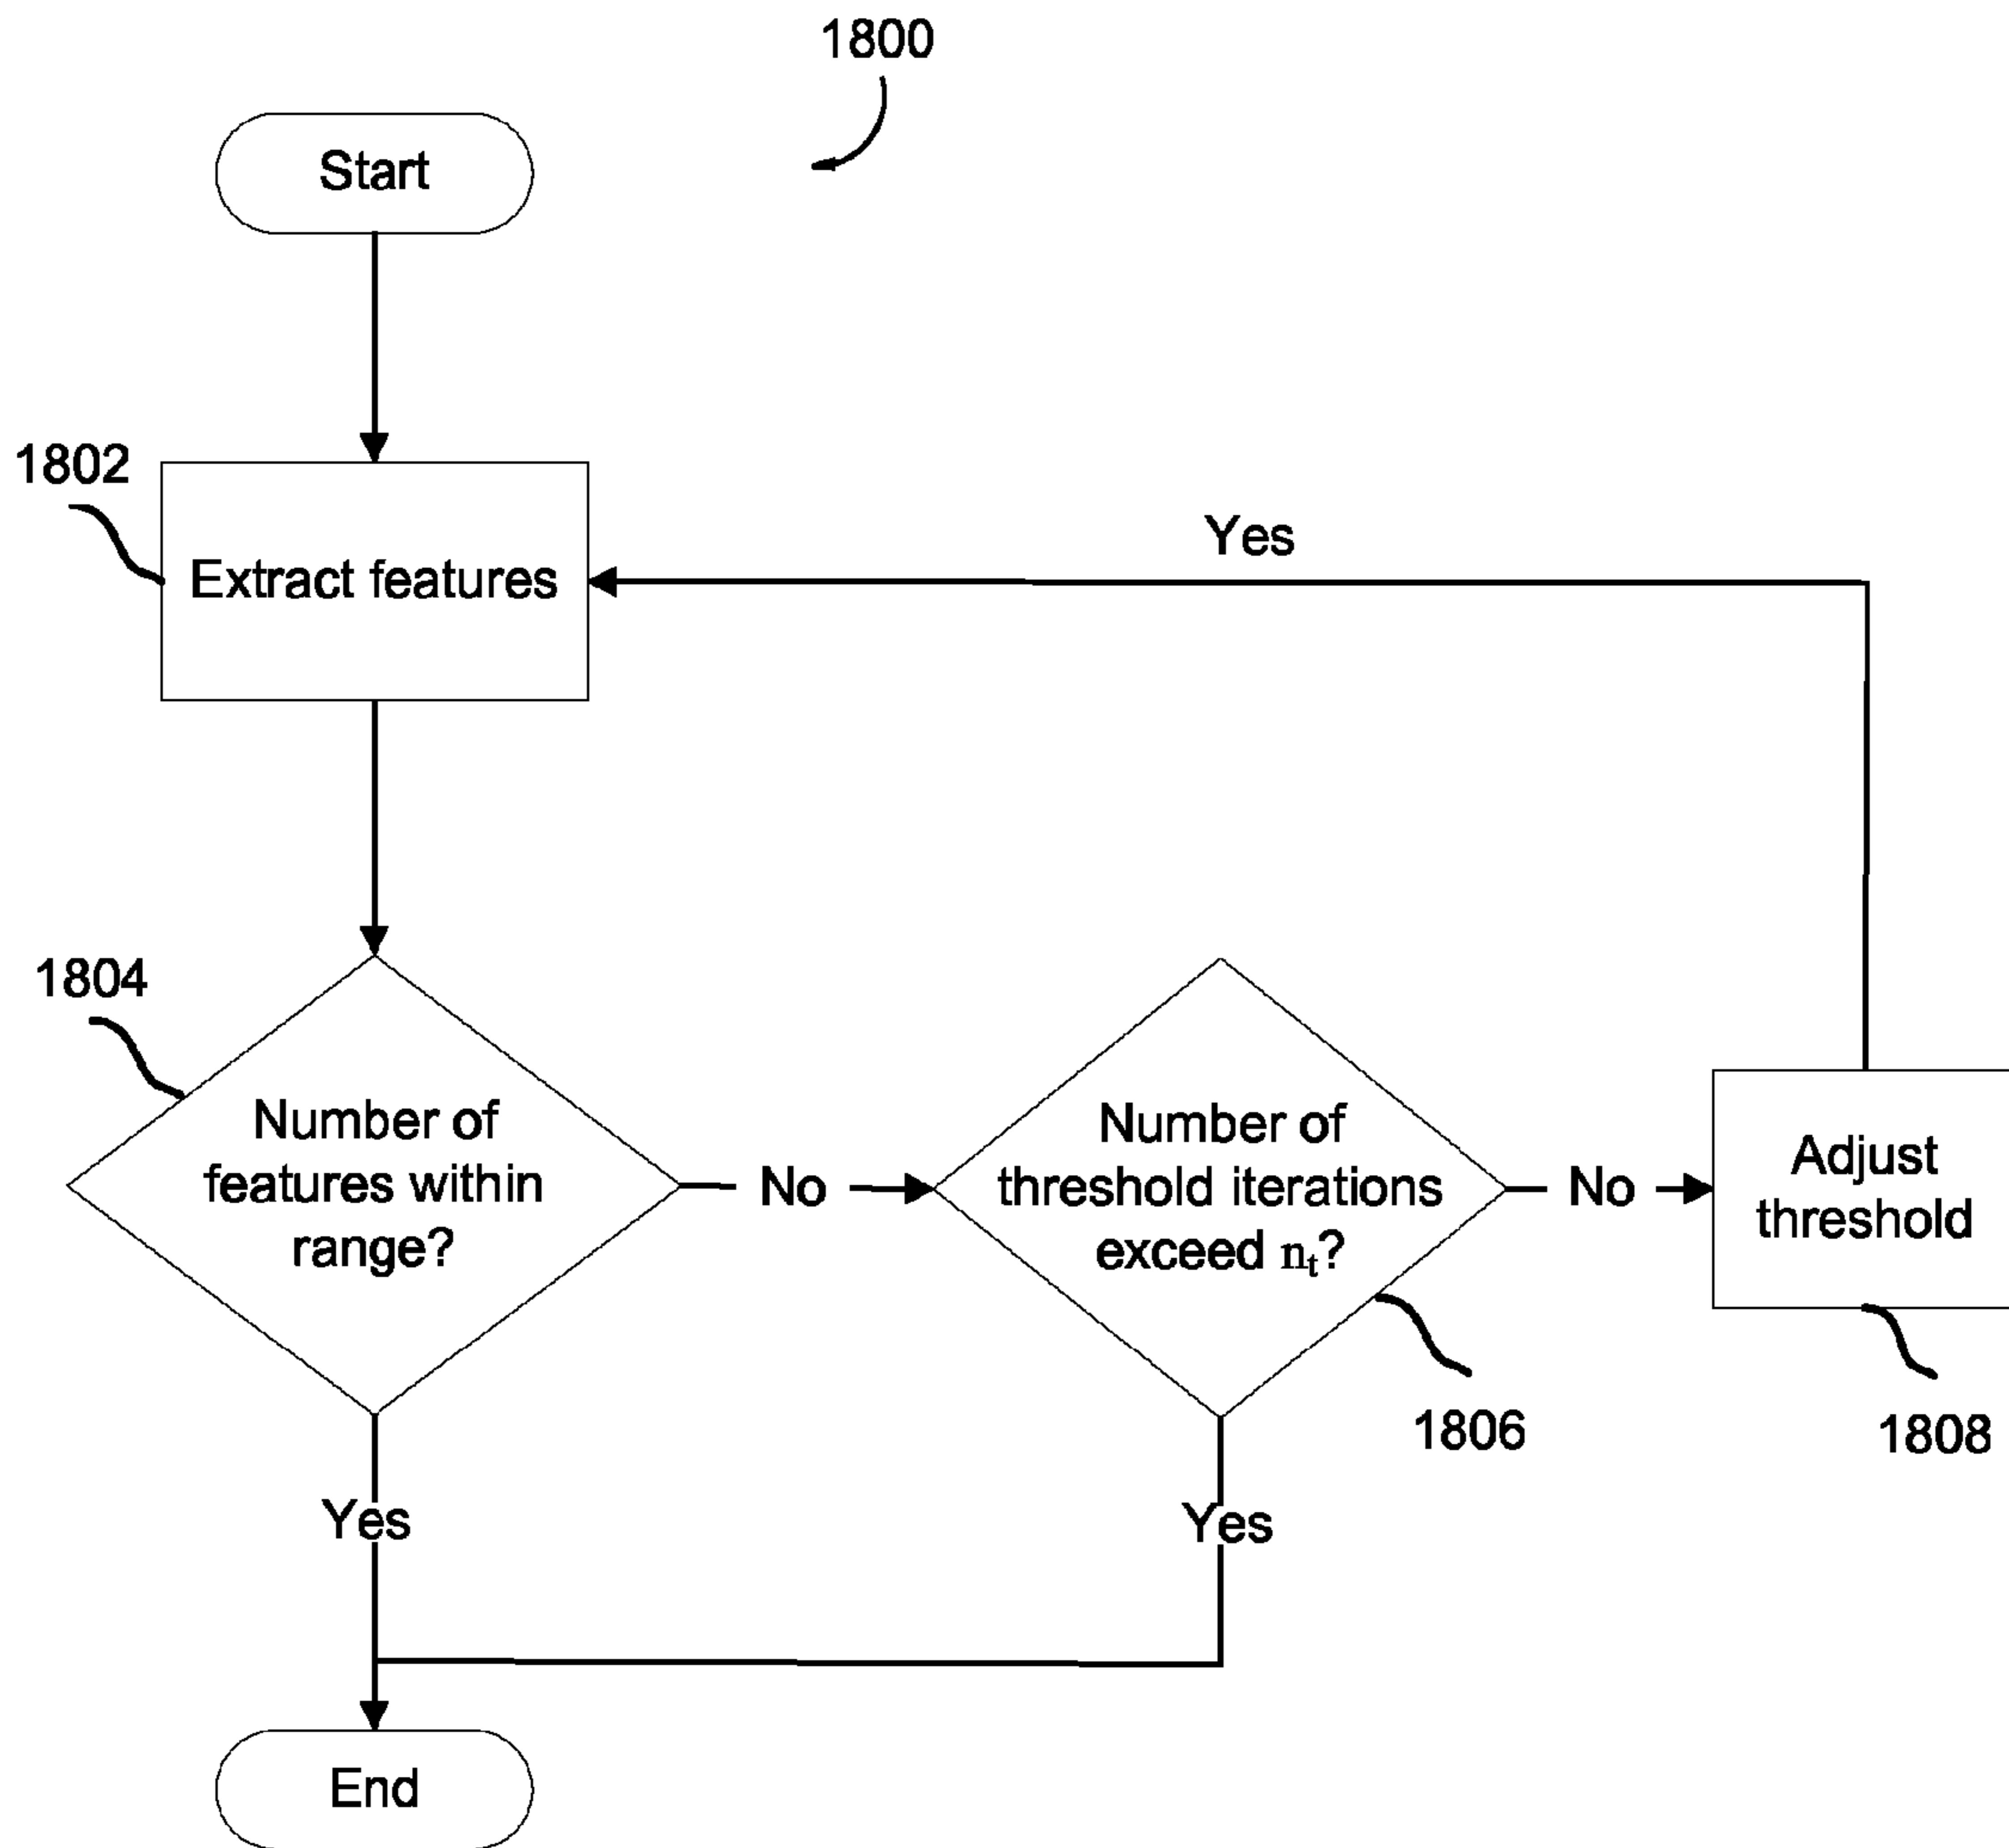 1800
Start
1802
Extract features
Yes
1804
Number of
features within
range?
No
Number of
threshold iterations
exceed nₜ?
No
Adjust
threshold
1806
1808
Yes
Yes
End